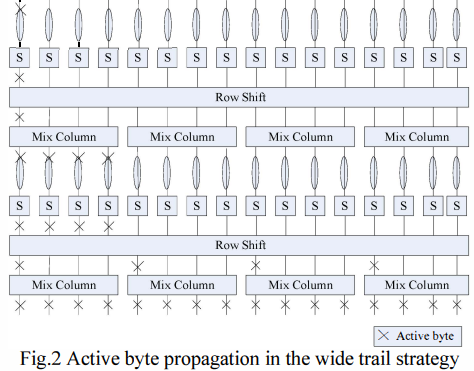 S S S S S S S S S S S S S S S S
Row Shift
Mix Column Mix Column Mix Column Mix Column
S S S S S S S S S S S S S S S S
Row Shift
Mix Column Mix Column Mix Column Mix Column
Active byte
Fig.2 Active byte propagation in the wide trail strategy